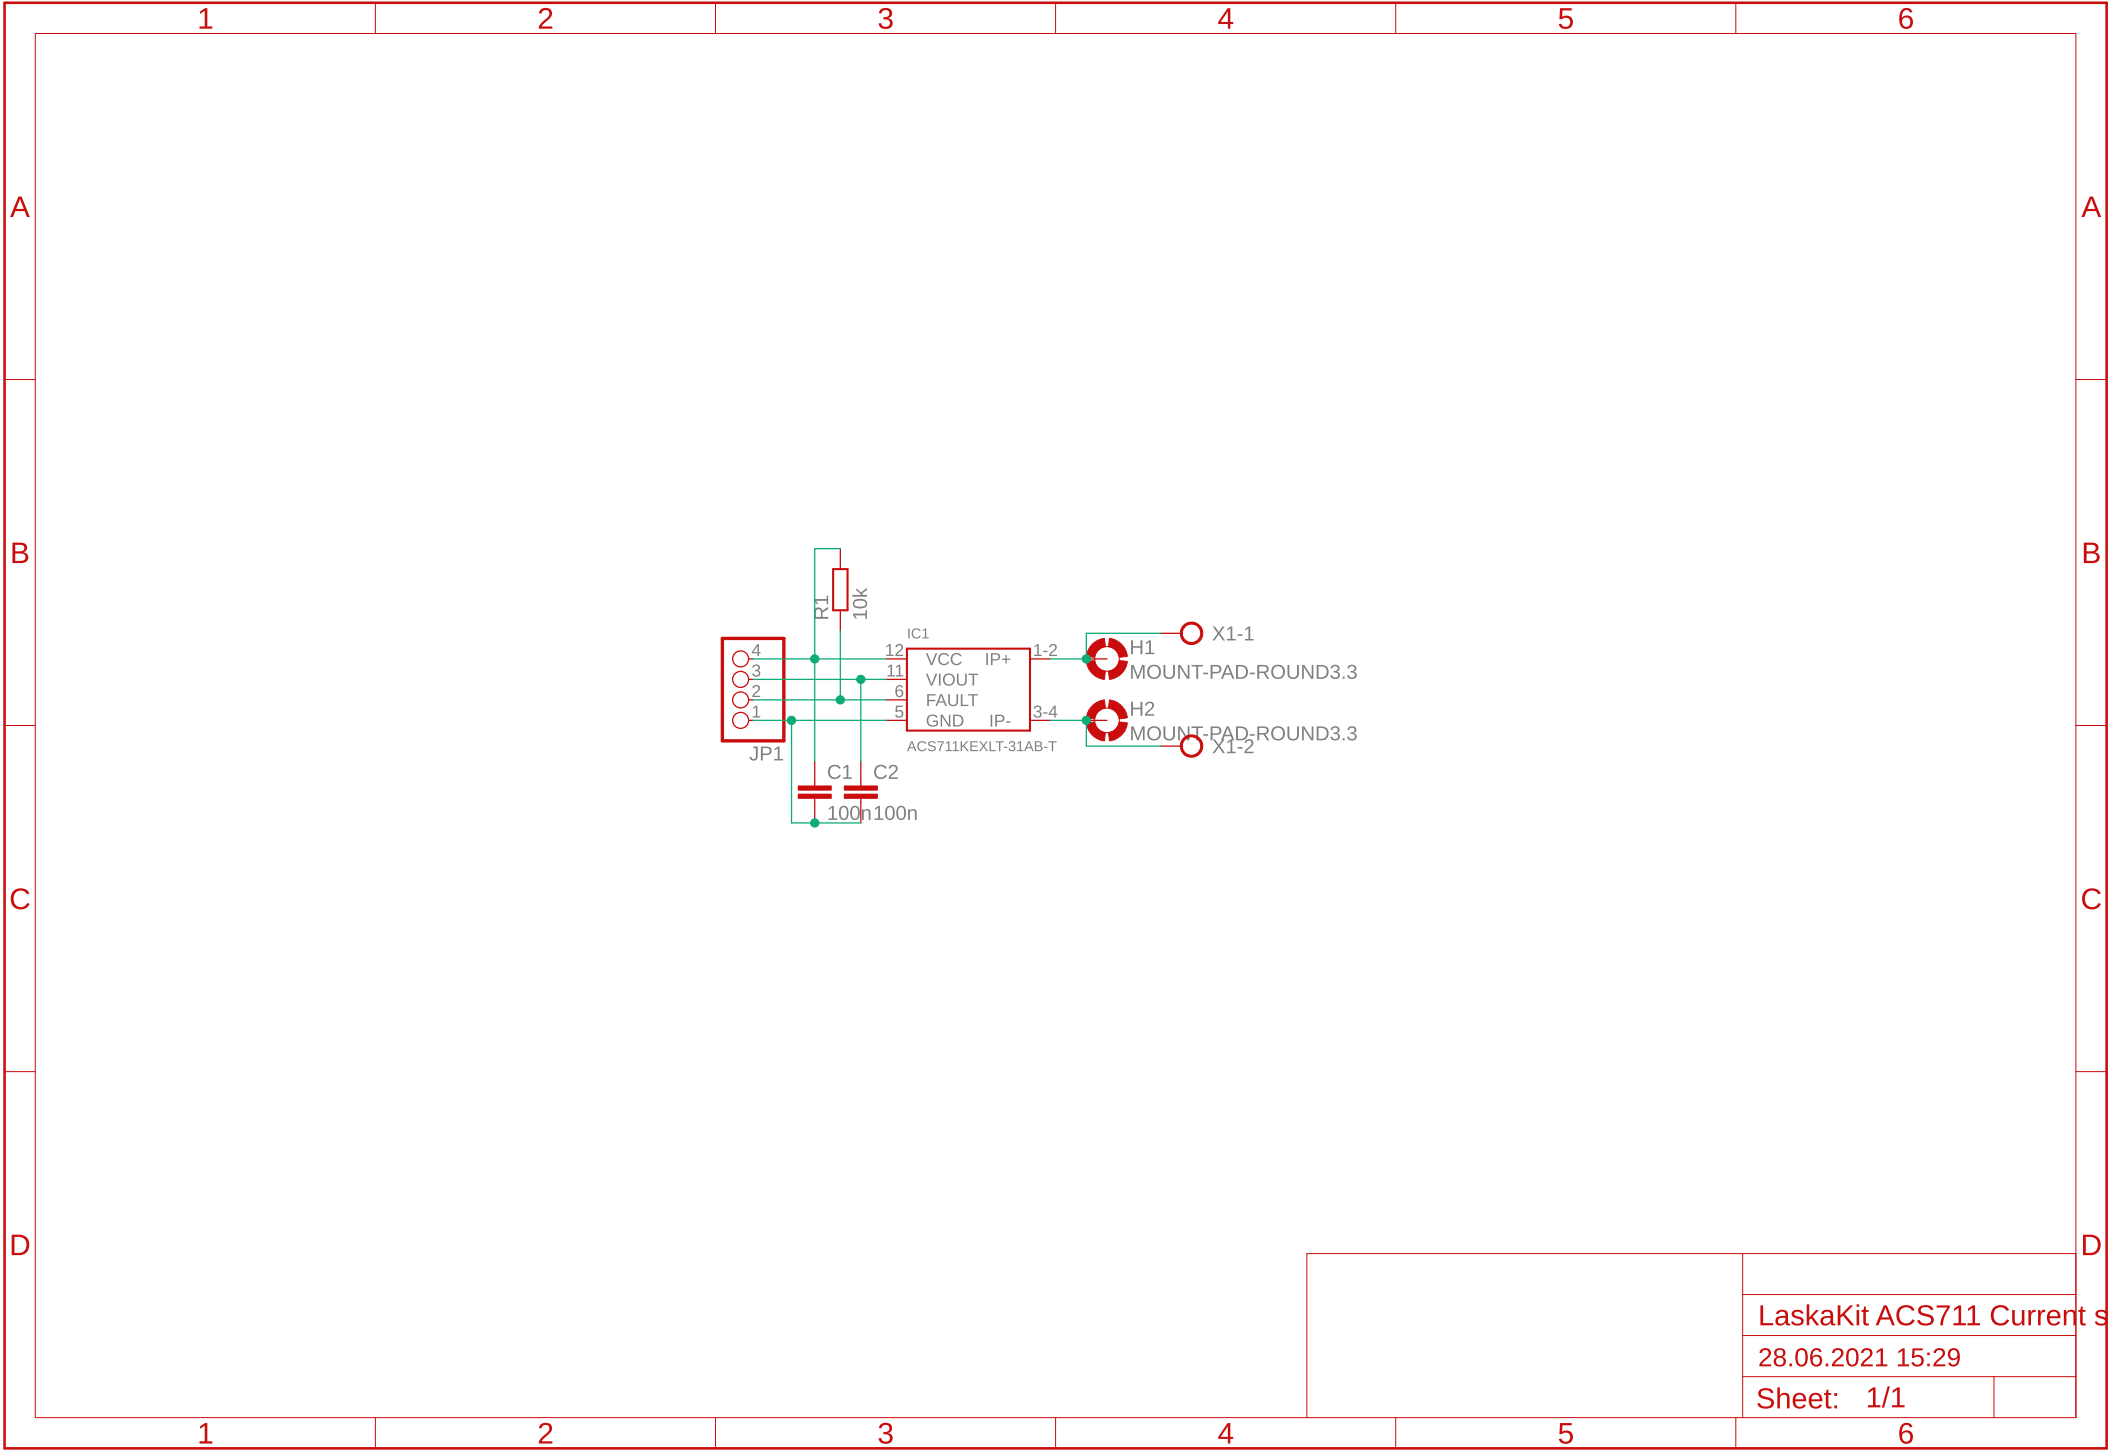 1 2 3 4 5 6
A A
B B
R1
10k
IC1
X1-1
H1
MOUNT-PAD-ROUND3.3
4 12 VCC IP+ 1-2
3 11 VIOUT
2 6 FAULT
1 5 GND IP- 3-4
H2
MOUNT-PAD-ROUND3.3
X1-2
JP1
ACS711KEXLT-31AB-T
C1 C2
100n 100n
C C
D D
LaskaKit ACS711 Current s
28.06.2021 15:29
Sheet: 1/1
1 2 3 4 5 6